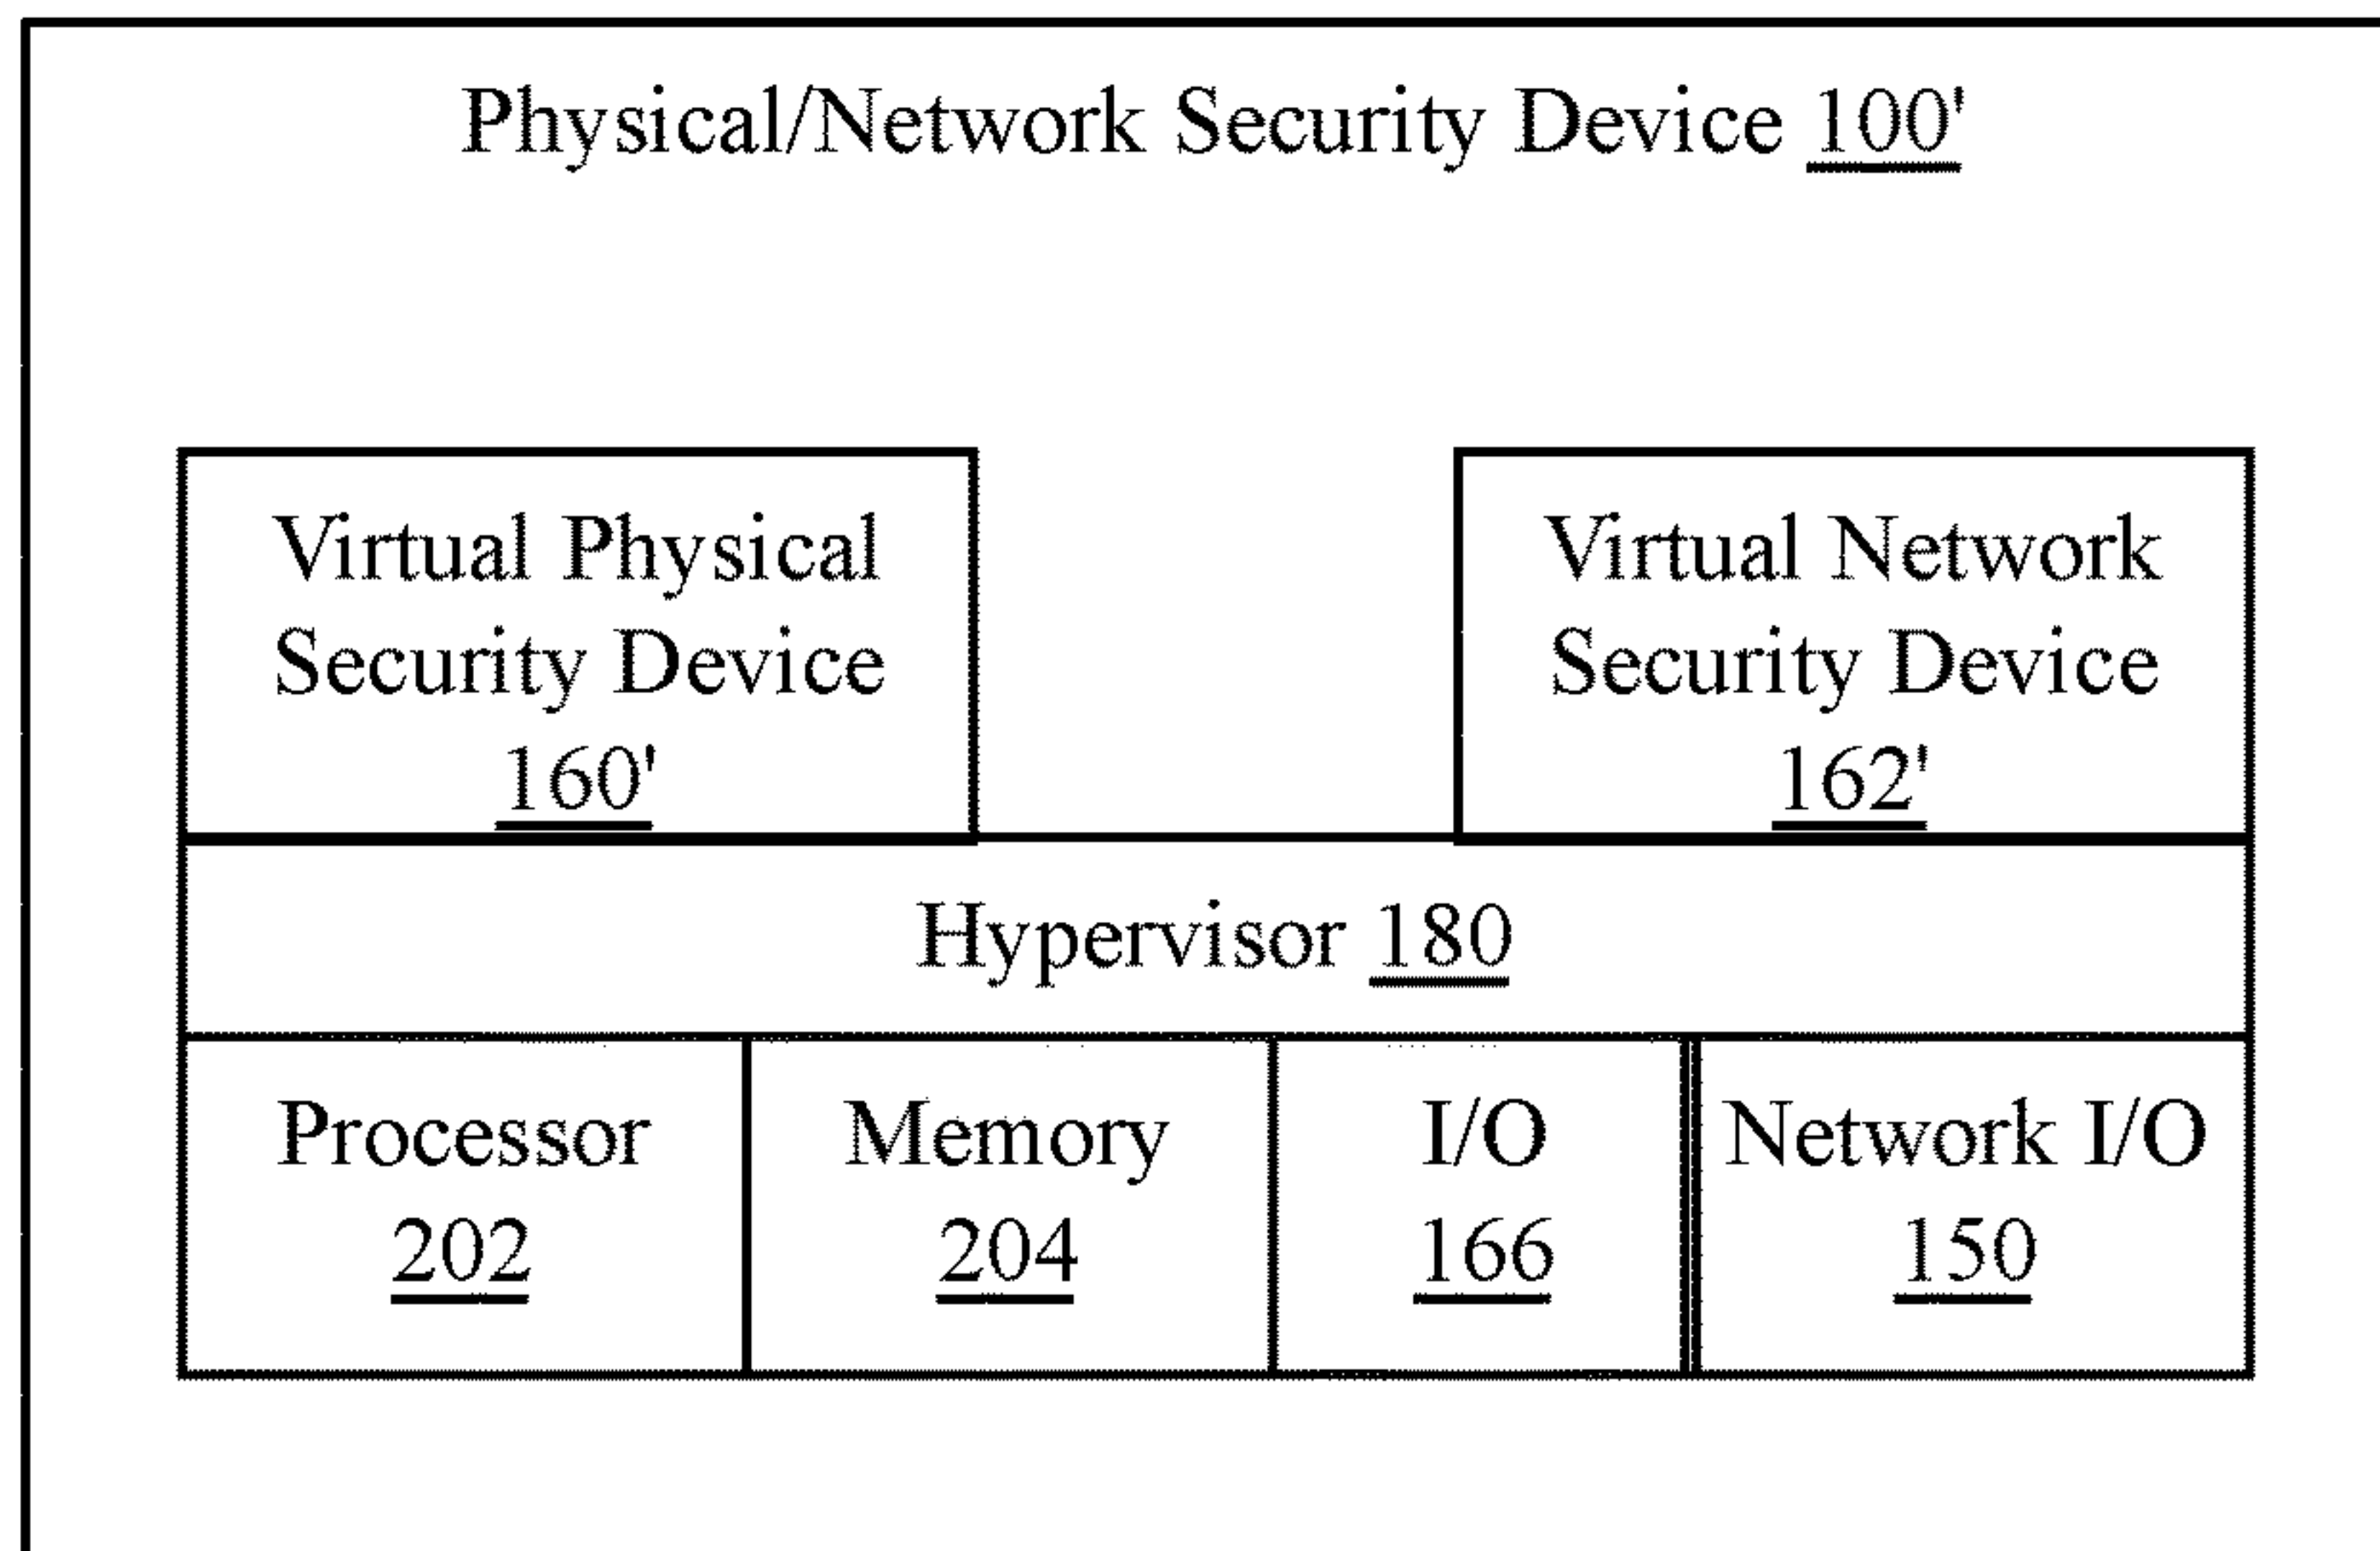 Physical/Network Security Device 100'
Virtual Physical
Security Device
160'
Virtual Network
Security Device
162'
Hypervisor 180
Processor
202
Memory
204
I/O
166
Network I/O
150